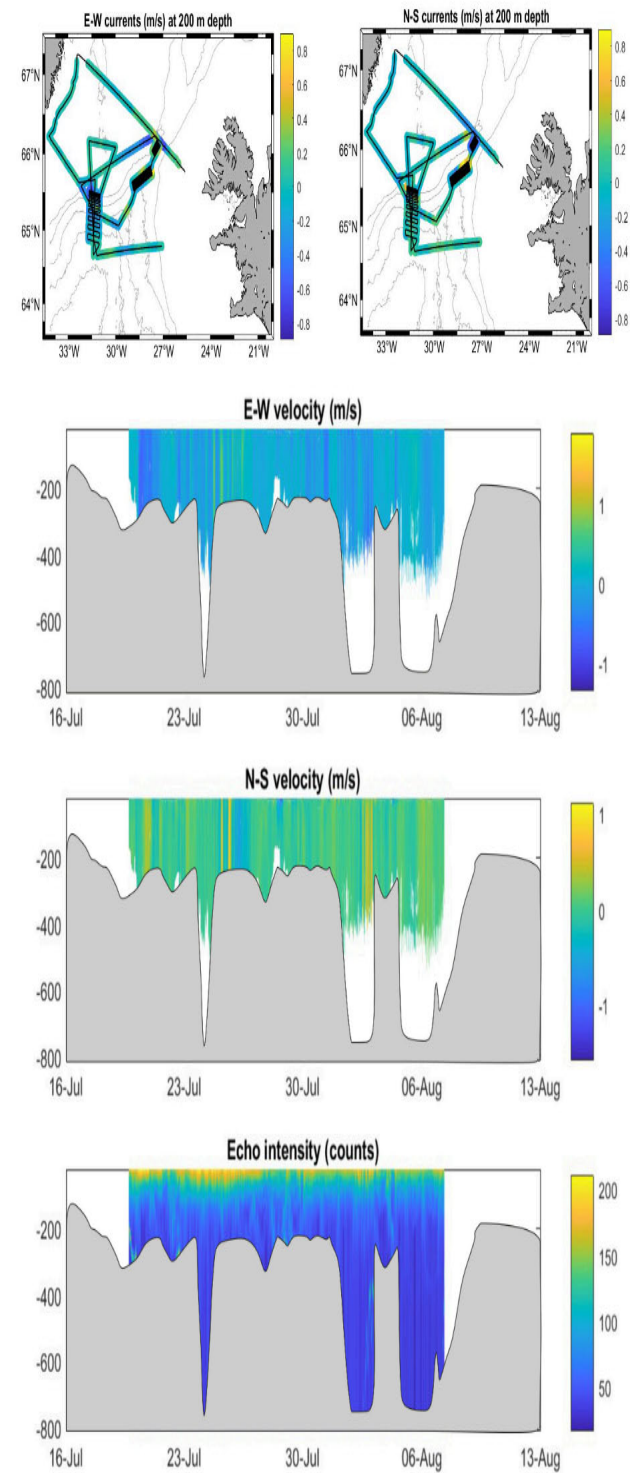 E-W currents (m/s) at 200 m depth
67°N
66°N
65°N
64°N
33°W 30°W 27°W 24°W 21°W
0.8
0.6
0.4
0.2
0
-0.2
-0.4
-0.6
-0.8
N-S currents (m/s) at 200 m depth
67°N
66°N
65°N
64°N
33°W 30°W 27°W 24°W 21°W
0.8
0.6
0.4
0.2
0
-0.2
-0.4
-0.6
-0.8
E-W velocity (m/s)
-200
-400
-600
-800
16-Jul 23-Jul 30-Jul 06-Aug 13-Aug
1
0
-1
N-S velocity (m/s)
-200
-400
-600
-800
16-Jul 23-Jul 30-Jul 06-Aug 13-Aug
1
0
-1
Echo intensity (counts)
-200
-400
-600
-800
16-Jul 23-Jul 30-Jul 06-Aug 13-Aug
200
150
100
50